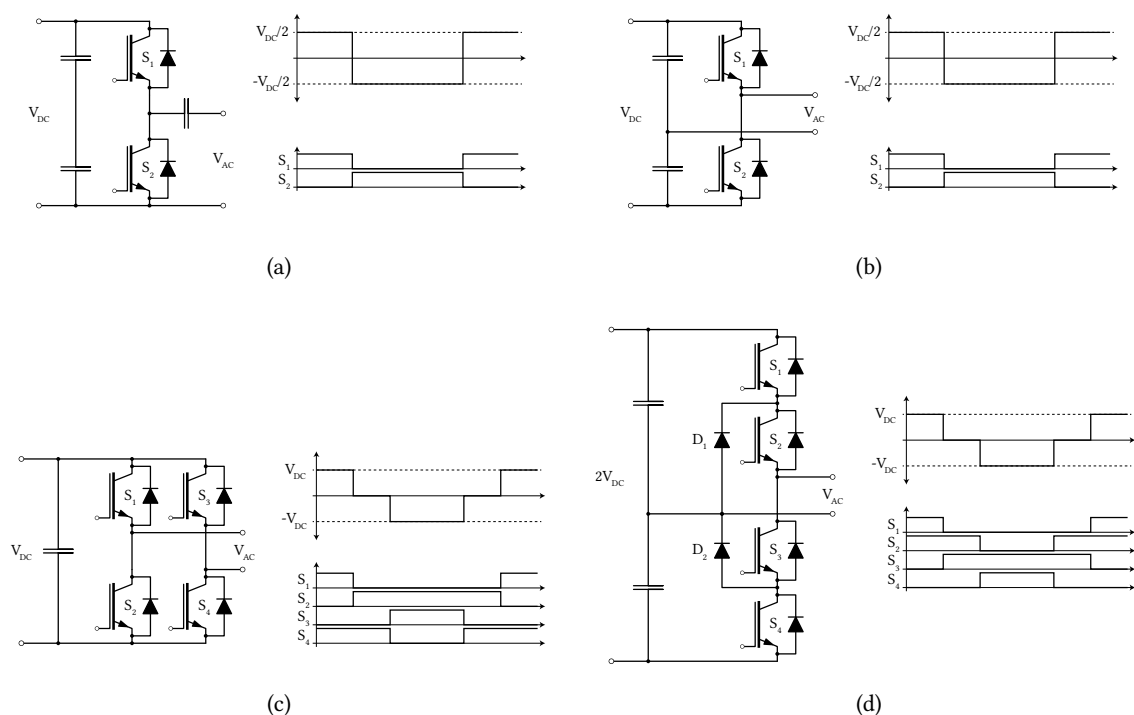 V_DC
S_1
S_2
V_AC
V_DC/2
-V_DC/2
S_1
S_2
(a)
V_DC
S_1
S_2
V_AC
V_DC/2
-V_DC/2
S_1
S_2
(b)
V_DC
S_1
S_3
S_2
S_4
V_AC
V_DC
-V_DC
S_1
S_2
S_3
S_4
(c)
2V_DC
S_1
D_1
S_2
V_AC
D_2
S_3
S_4
V_DC
-V_DC
S_1
S_2
S_3
S_4
(d)